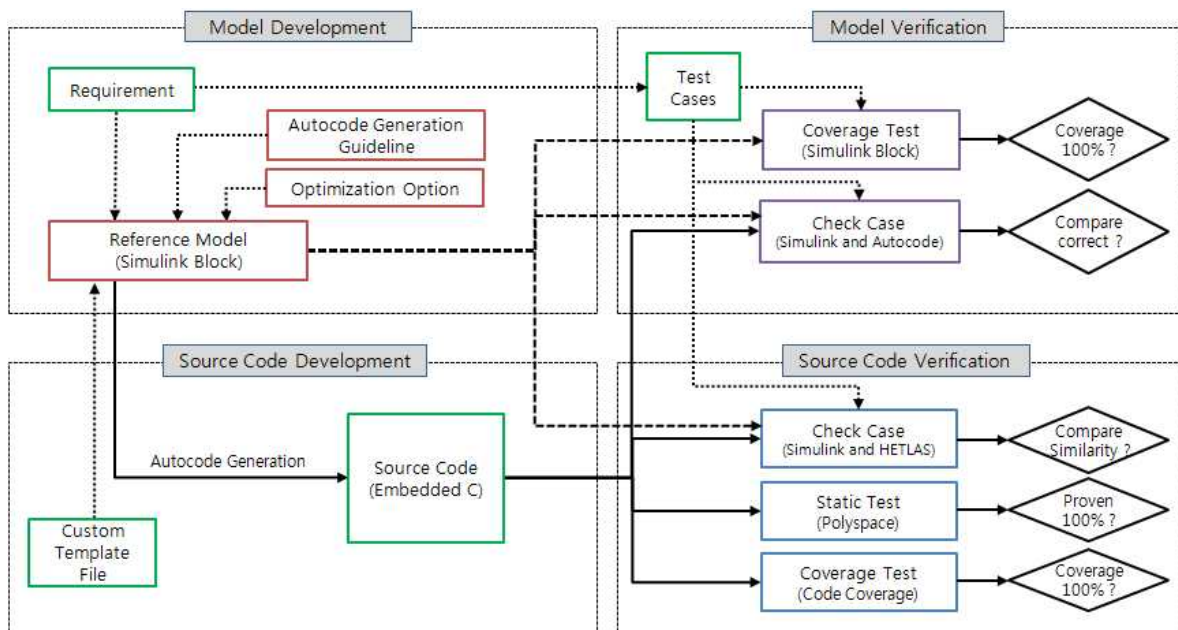 Model Development
Model Verification
Requirement
Test
Cases
Autocode Generation
Guideline
Coverage Test
(Simulink Block)
Coverage
100% ?
Optimization Option
Reference Model
(Simulink Block)
Check Case
(Simulink and Autocode)
Compare
correct ?
Source Code Development
Source Code Verification
Check Case
(Simulink and HETLAS)
Compare
Similarity ?
Autocode Generation
Source Code
(Embedded C)
Static Test
(Polyspace)
Proven
100% ?
Custom
Template
File
Coverage Test
(Code Coverage)
Coverage
100% ?